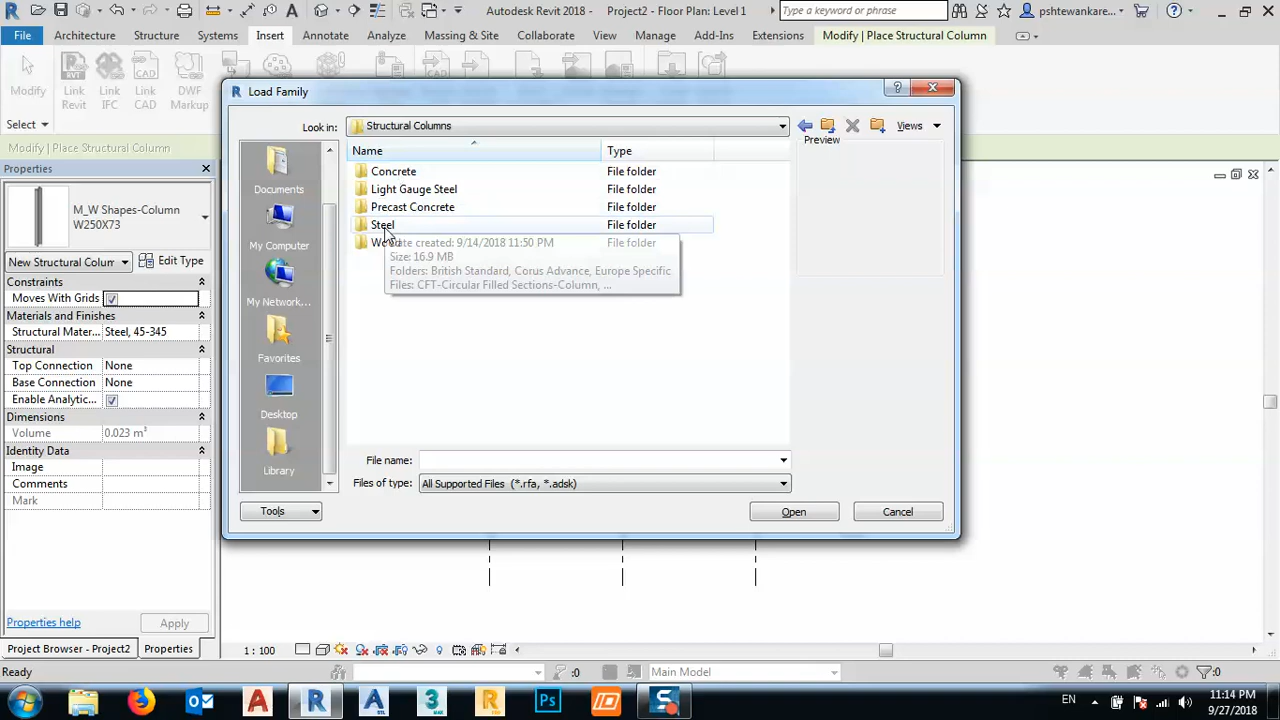 Autodesk Revit 2018 - Project2 - Floor Plan: Level 1
Type a keyword or phrase
pshtewankare...
File
Architecture
Structure
Systems
Insert
Annotate
Analyze
Massing & Site
Collaborate
View
Manage
Add-Ins
Extensions
Modify | Place Structural Column
Modify
Link Revit
Link IFC
Link CAD
DWF Markup
Select
Modify | Place Structural Column
Properties
M_W Shapes-Column
W250X73
New Structural Colum
Edit Type
Constraints
Moves With Grids
Materials and Finishes
Structural Mater... Steel, 45-345
Structural
Top Connection None
Base Connection None
Enable Analytic...
Dimensions
Volume 0.023 m³
Identity Data
Image
Comments
Mark
Properties help
Apply
Project Browser - Project2
Properties
Load Family
Look in:
Structural Columns
Views
Preview
Name Type
Concrete File folder
Light Gauge Steel File folder
Precast Concrete File folder
Steel File folder
File folder
Date created: 9/14/2018 11:50 PM
Size: 16.9 MB
Folders: British Standard, Corus Advance, Europe Specific
Files: CFT-Circular Filled Sections-Column, ...
Documents
My Computer
My Network...
Favorites
Desktop
Library
File name:
Files of type: All Supported Files (*.rfa, *.adsk)
Tools
Open
Cancel
1 : 100
Ready
:0
Main Model
:0
EN
11:14 PM
9/27/2018